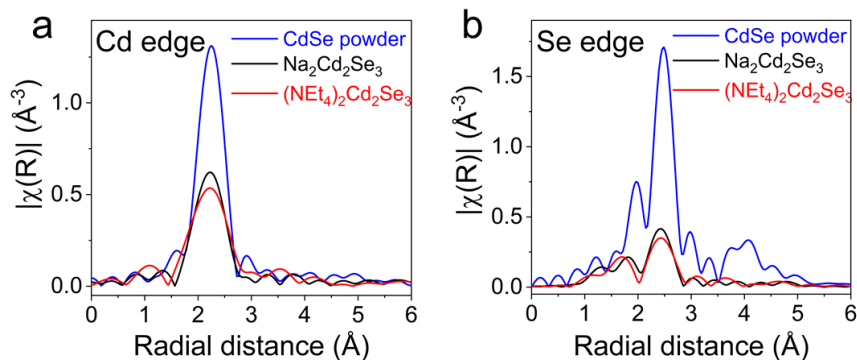 a
Cd edge
CdSe powder
Na₂Cd₂Se₃
(NEt₄)₂Cd₂Se₃
|χ(R)| (Å⁻³)
1.0
0.5
0.0
0 1 2 3 4 5 6
Radial distance (Å)
b
Se edge
CdSe powder
Na₂Cd₂Se₃
(NEt₄)₂Cd₂Se₃
|χ(R)| (Å⁻³)
1.5
1.0
0.5
0.0
0 1 2 3 4 5 6
Radial distance (Å)